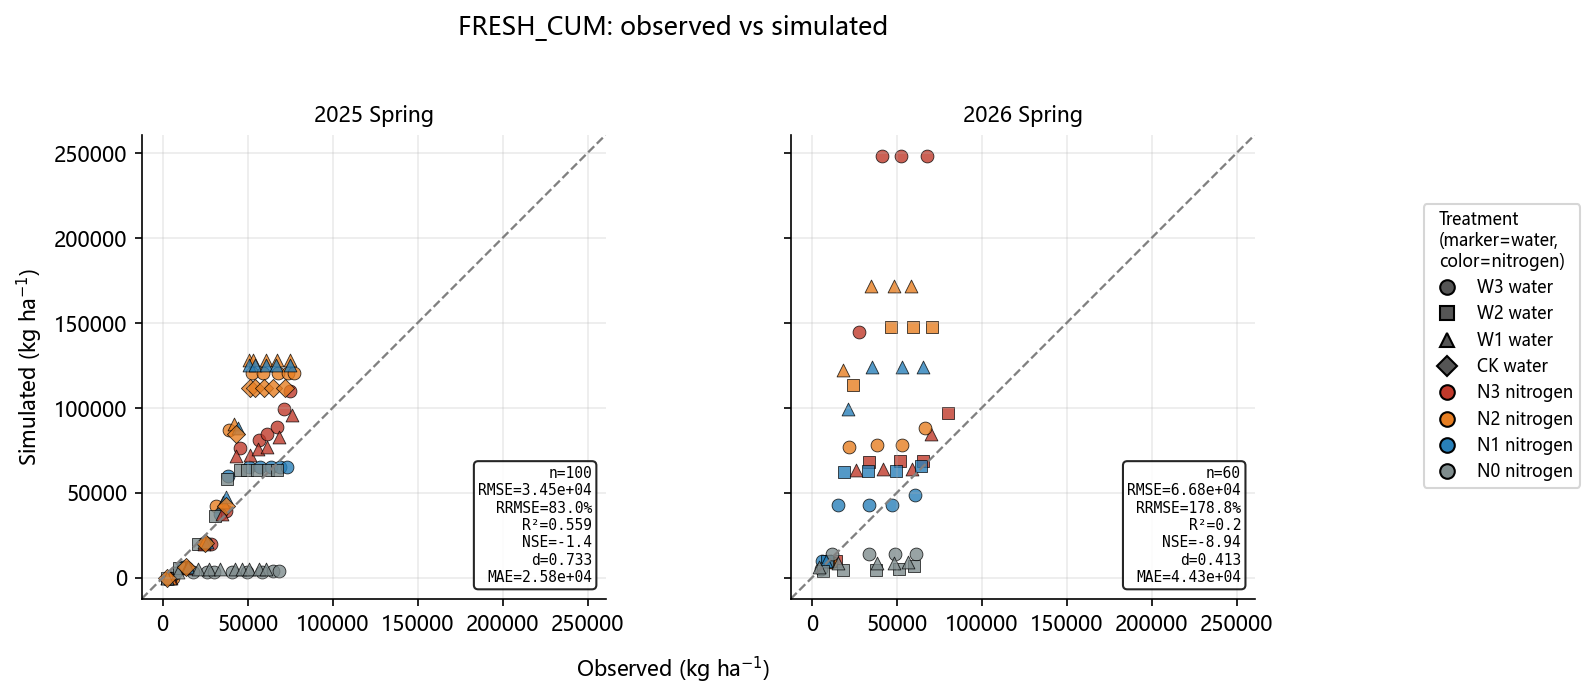 FRESH_CUM: observed vs simulated
2025 Spring
2026 Spring
250000
200000
150000
100000
50000
0
Simulated (kg ha⁻¹)
n=100
RMSE=3.45e+04
RRMSE=83.0%
R²=0.559
NSE=-1.4
d=0.733
MAE=2.58e+04
n=60
RMSE=6.68e+04
RRMSE=178.8%
R²=0.2
NSE=-8.94
d=0.413
MAE=4.43e+04
0 50000 100000 150000 200000 250000
0 50000 100000 150000 200000 250000
Observed (kg ha⁻¹)
Treatment
(marker=water,
color=nitrogen)
W3 water
W2 water
W1 water
CK water
N3 nitrogen
N2 nitrogen
N1 nitrogen
N0 nitrogen